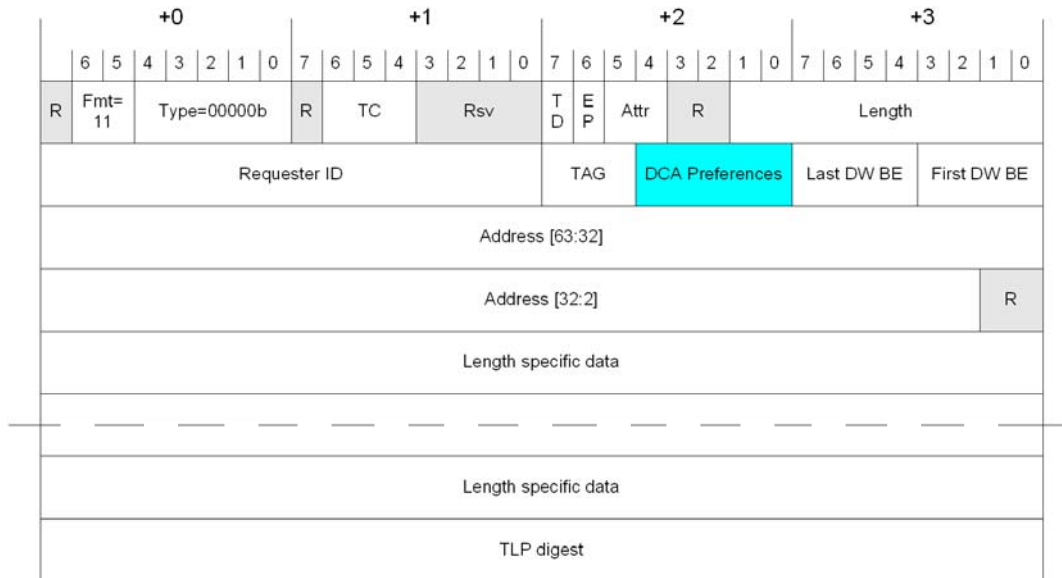 +0 +1 +2 +3
6 5 4 3 2 1 0 7 6 5 4 3 2 1 0 7 6 5 4 3 2 1 0 7 6 5 4 3 2 1 0
R Fmt= 11 Type=00000b R TC Rsv T D E P Attr R Length
Requester ID TAG DCA Preferences Last DW BE First DW BE
Address [63:32]
Address [32:2] R
Length specific data
Length specific data
TLP digest